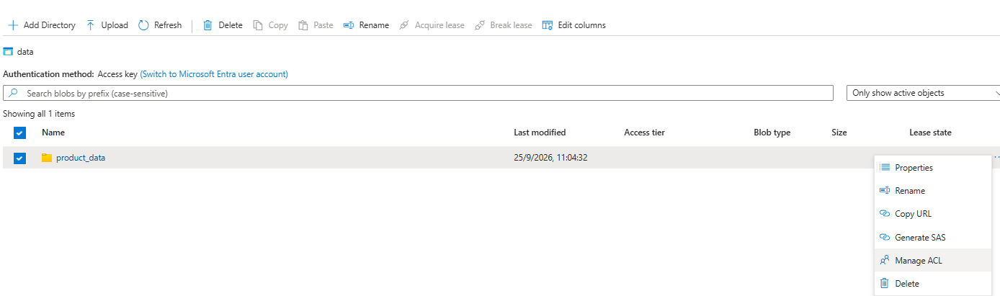 Add Directory Upload Refresh Delete Copy Paste Rename Acquire lease Break lease Edit columns
data
Authentication method: Access key (Switch to Microsoft Entra user account)
Search blobs by prefix (case-sensitive) Only show active objects
Showing all 1 items
Name Last modified Access tier Blob type Size Lease state
product_data 25/9/2026, 11:04:32
Properties
Rename
Copy URL
Generate SAS
Manage ACL
Delete